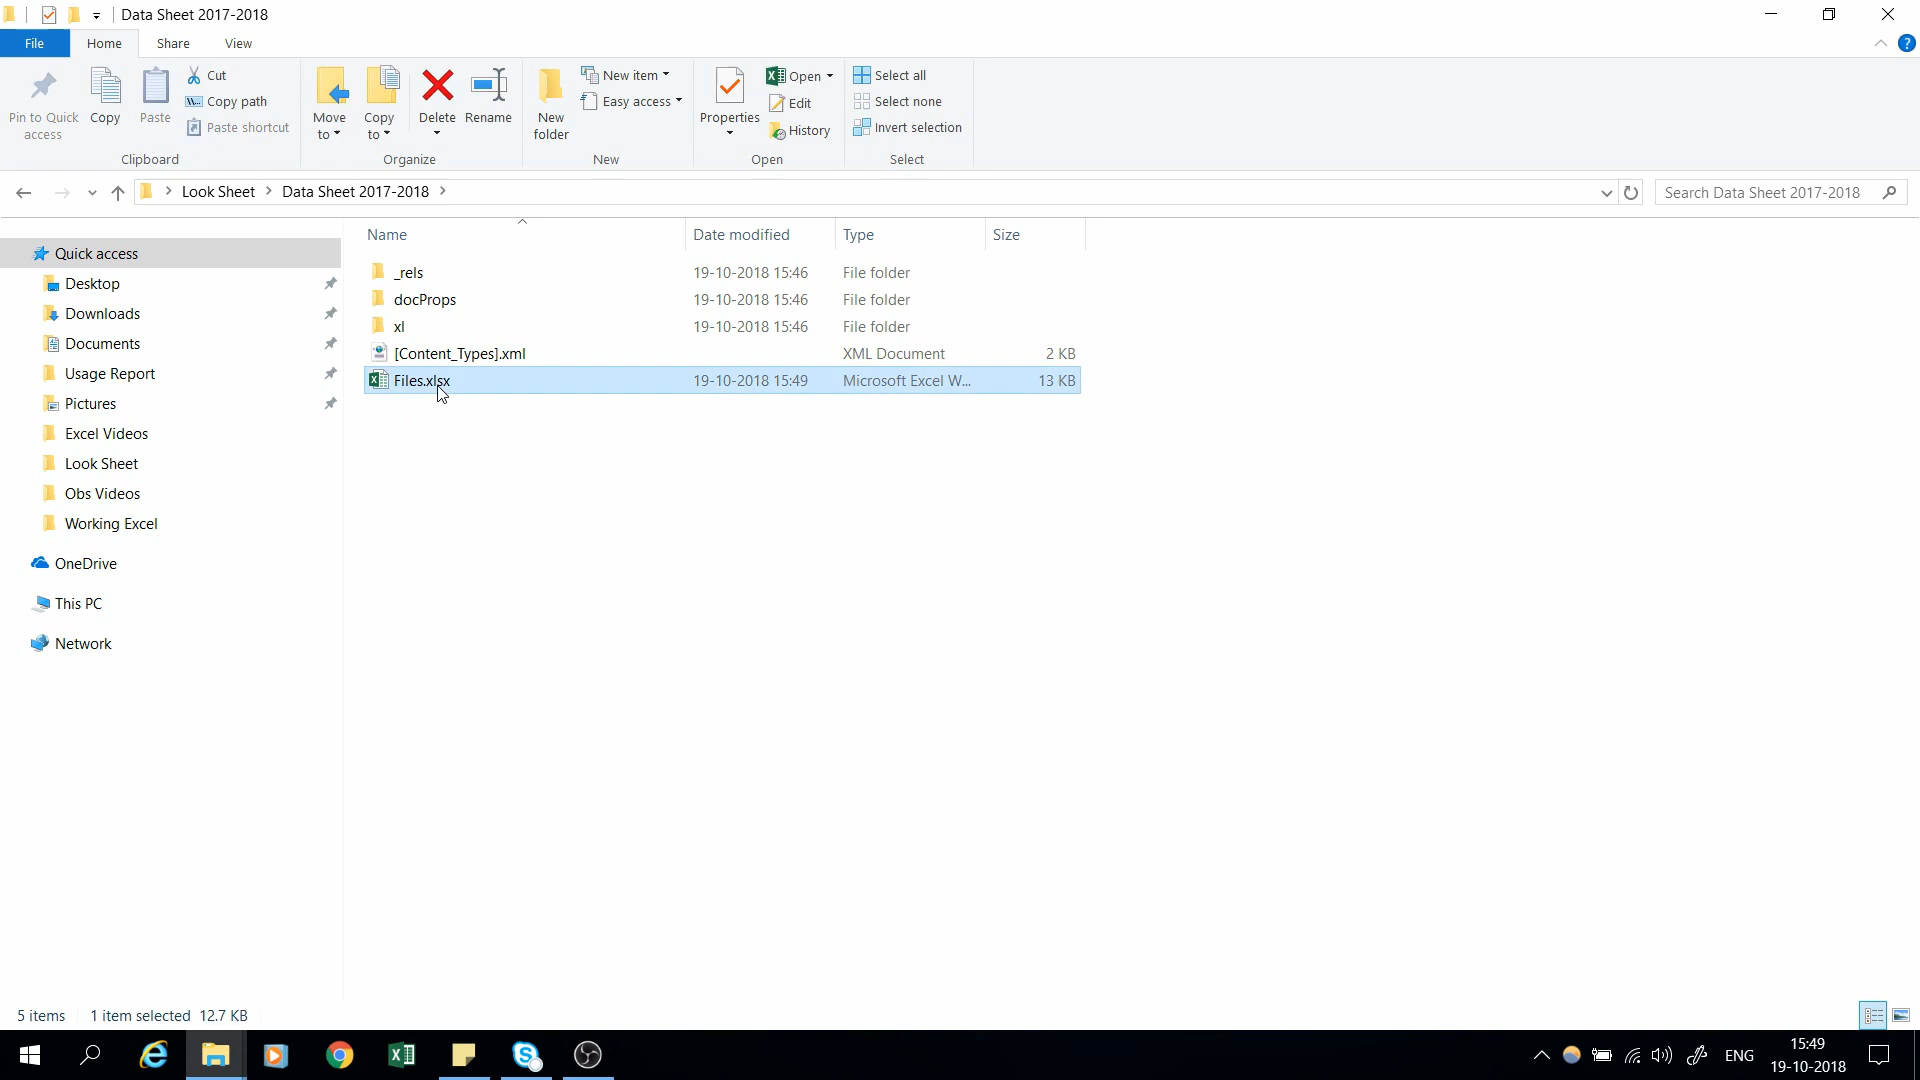 Data Sheet 2017-2018
File Home Share View
Pin to Quick access
Copy
Paste
Cut
Copy path
Paste shortcut
Clipboard
Move to
Copy to
Delete
Rename
Organize
New folder
New item
Easy access
New
Properties
Open
Edit
History
Open
Select all
Select none
Invert selection
Select
Look Sheet > Data Sheet 2017-2018 >
Search Data Sheet 2017-2018
Quick access
Desktop
Downloads
Documents
Usage Report
Pictures
Excel Videos
Look Sheet
Obs Videos
Working Excel
OneDrive
This PC
Network
Name Date modified Type Size
_rels 19-10-2018 15:46 File folder
docProps 19-10-2018 15:46 File folder
xl 19-10-2018 15:46 File folder
[Content_Types].xml XML Document 2 KB
Files.xlsx 19-10-2018 15:49 Microsoft Excel W... 13 KB
5 items 1 item selected 12.7 KB
ENG
15:49
19-10-2018